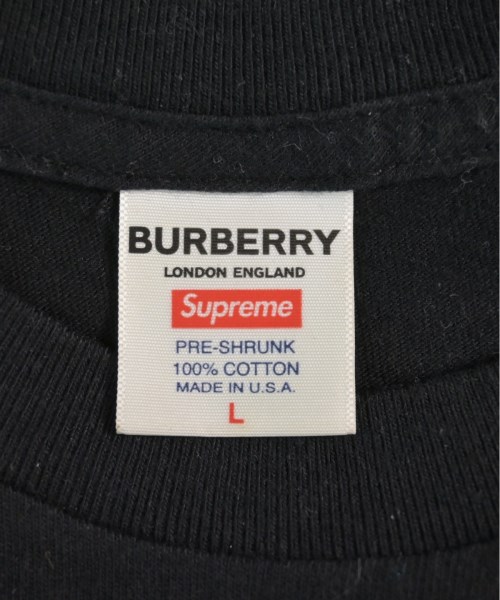 BURBERRY
LONDON ENGLAND
Supreme
PRE-SHRUNK
100% COTTON
MADE IN U.S.A.
L